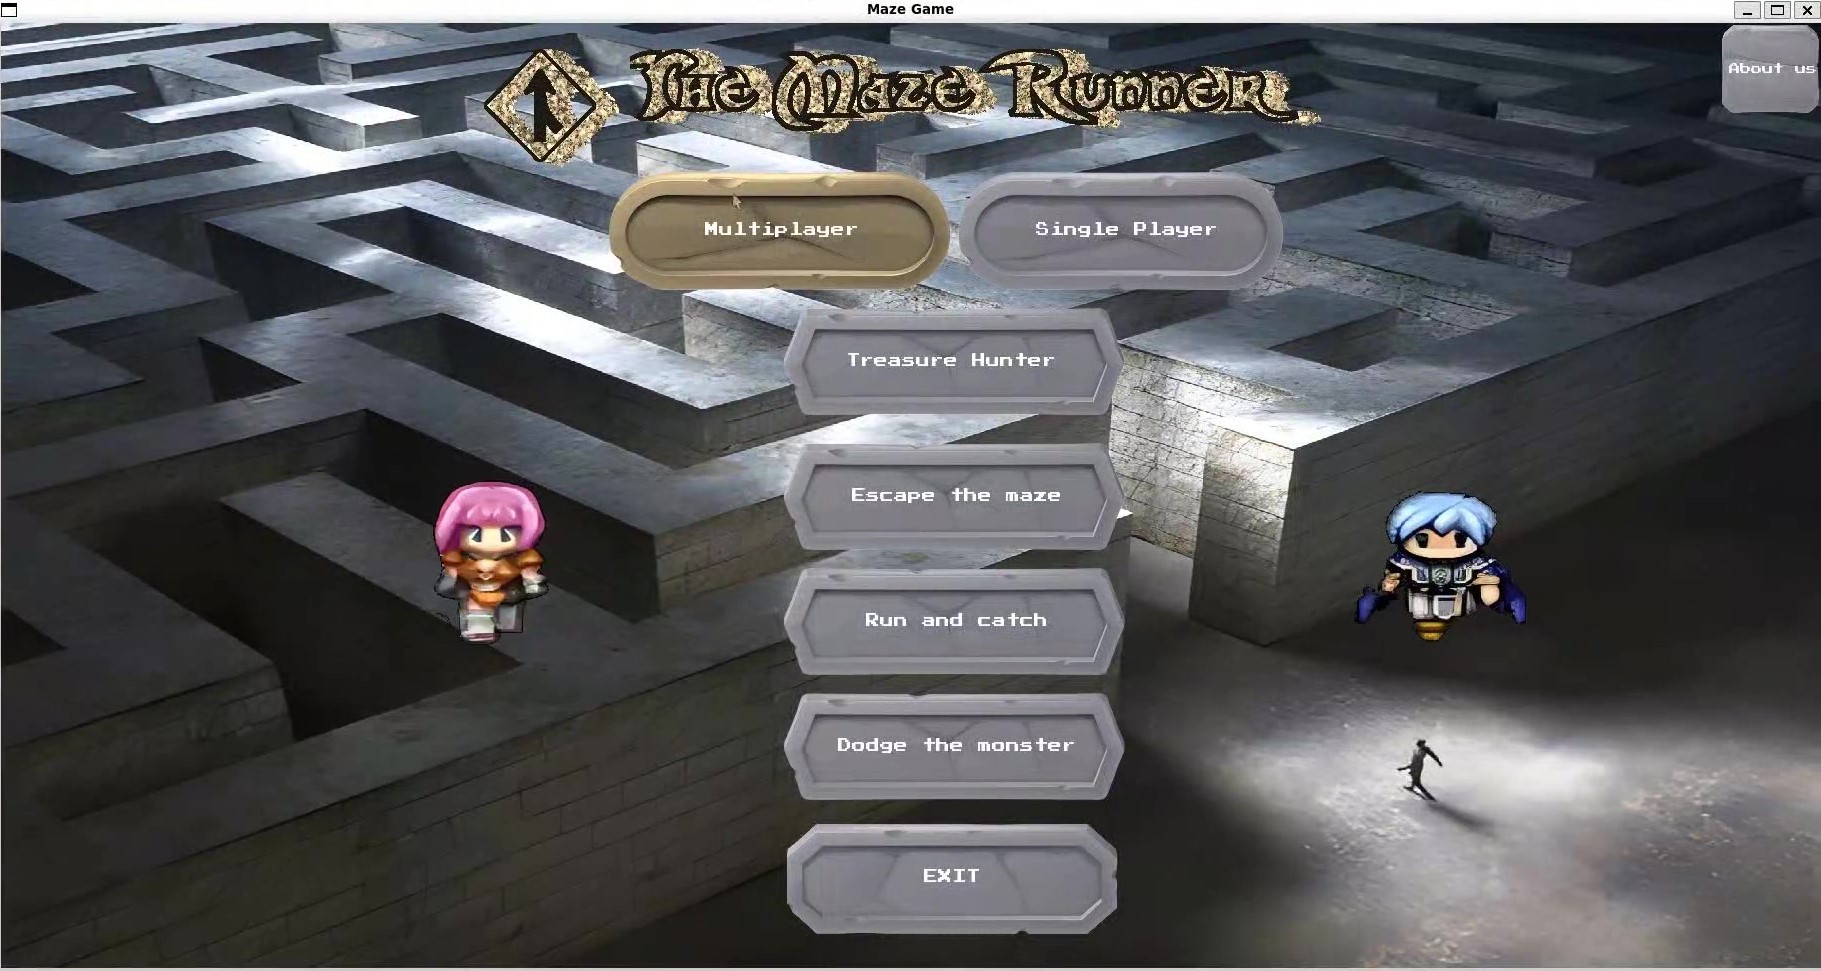 Maze Game
About us
The Maze Runner
Multiplayer
Single Player
Treasure Hunter
Escape the maze
Run and catch
Dodge the monster
EXIT